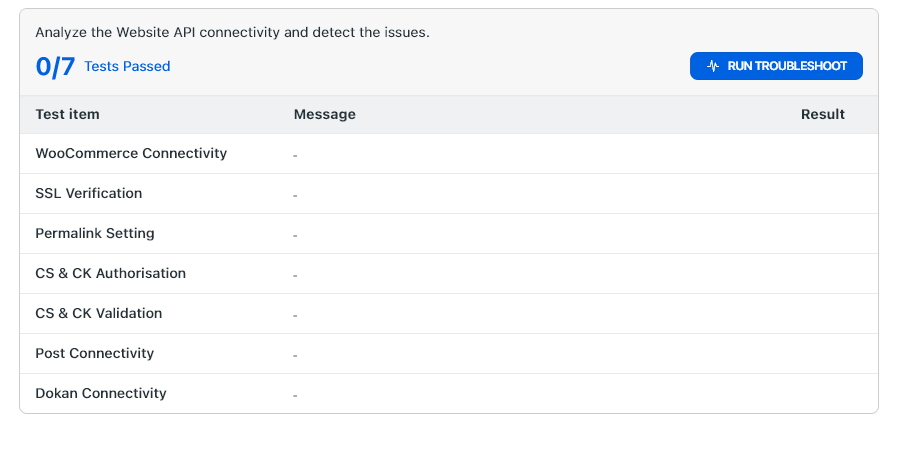 Analyze the Website API connectivity and detect the issues.
0/7 Tests Passed
RUN TROUBLESHOOT
Test item Message Result
WooCommerce Connectivity -
SSL Verification -
Permalink Setting -
CS & CK Authorisation -
CS & CK Validation -
Post Connectivity -
Dokan Connectivity -